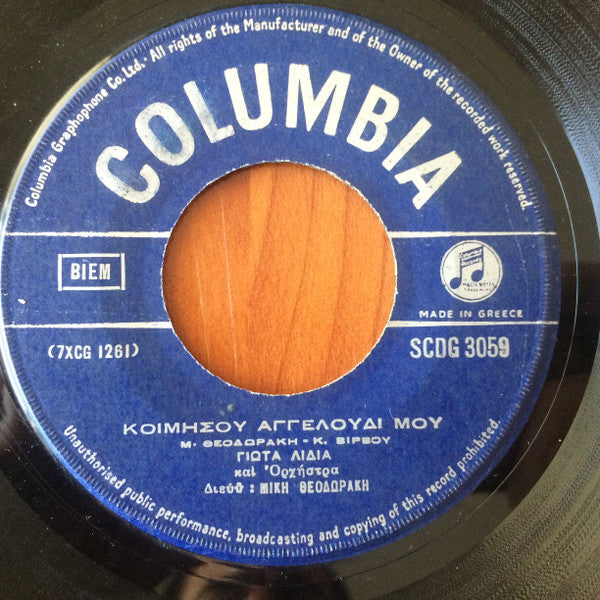 Columbia Graphophone Co.Ltd.· All rights of the Manufacturer and of the Owner of the recorded work reserved.
COLUMBIA
BIEM
MADE IN GREECE
(7XCG 1261)
SCDG 3059
ΚΟΙΜΗΣΟΥ ΑΓΓΕΛΟΥΔΙ ΜΟΥ
Μ. ΘΕΟΔΩΡΑΚΗ - Κ. ΒΙΡΒΟΥ
ΓΙΩΤΑ ΛΙΔΙΑ
καὶ Ὀρχήστρα
Διεύθ : ΜΙΚΗ ΘΕΟΔΩΡΑΚΗ
Unauthorised public performance, broadcasting and copying of this record prohibited.